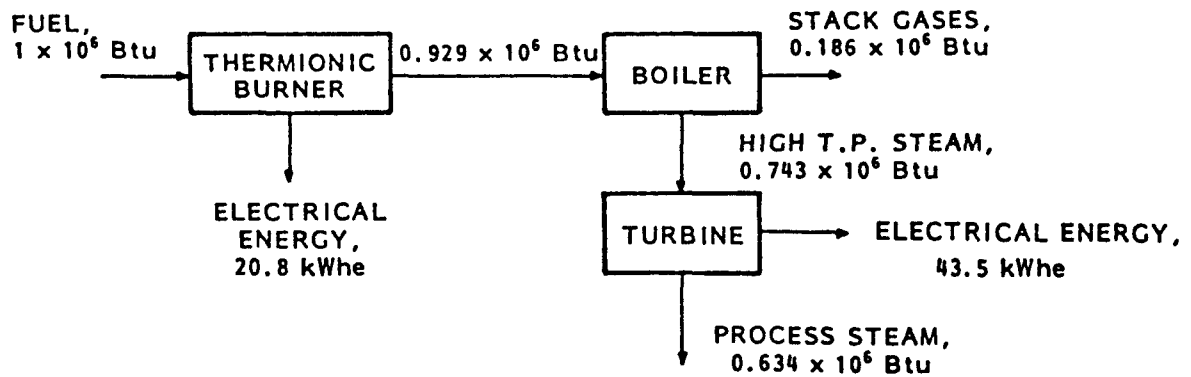 FUEL,
1 x 10⁶ Btu
THERMIONIC
BURNER
0.929 x 10⁶ Btu
BOILER
STACK GASES,
0.186 x 10⁶ Btu
HIGH T.P. STEAM,
0.743 x 10⁶ Btu
ELECTRICAL
ENERGY,
20.8 kWhe
TURBINE
ELECTRICAL ENERGY,
43.5 kWhe
PROCESS STEAM,
0.634 x 10⁶ Btu